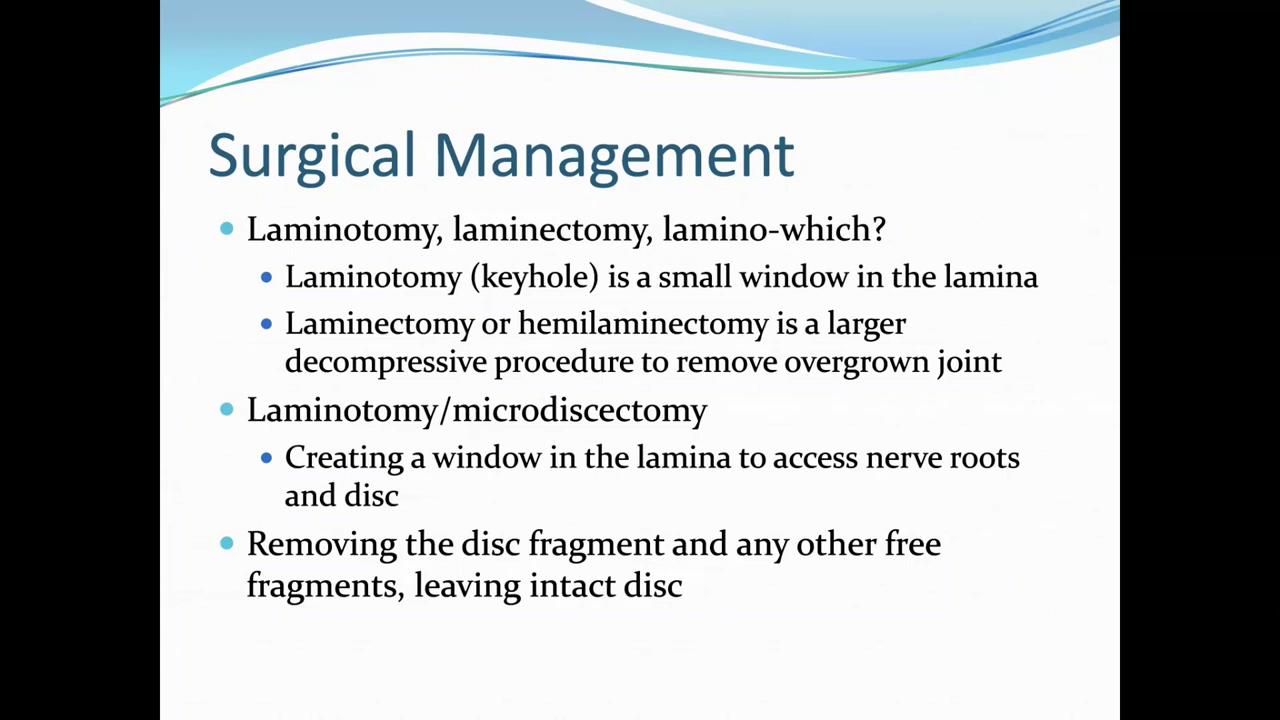 Surgical Management
Laminotomy, laminectomy, lamino-which?
Laminotomy (keyhole) is a small window in the lamina
Laminectomy or hemilaminectomy is a larger
decompressive procedure to remove overgrown joint
Laminotomy/microdiscectomy
Creating a window in the lamina to access nerve roots
and disc
Removing the disc fragment and any other free
fragments, leaving intact disc